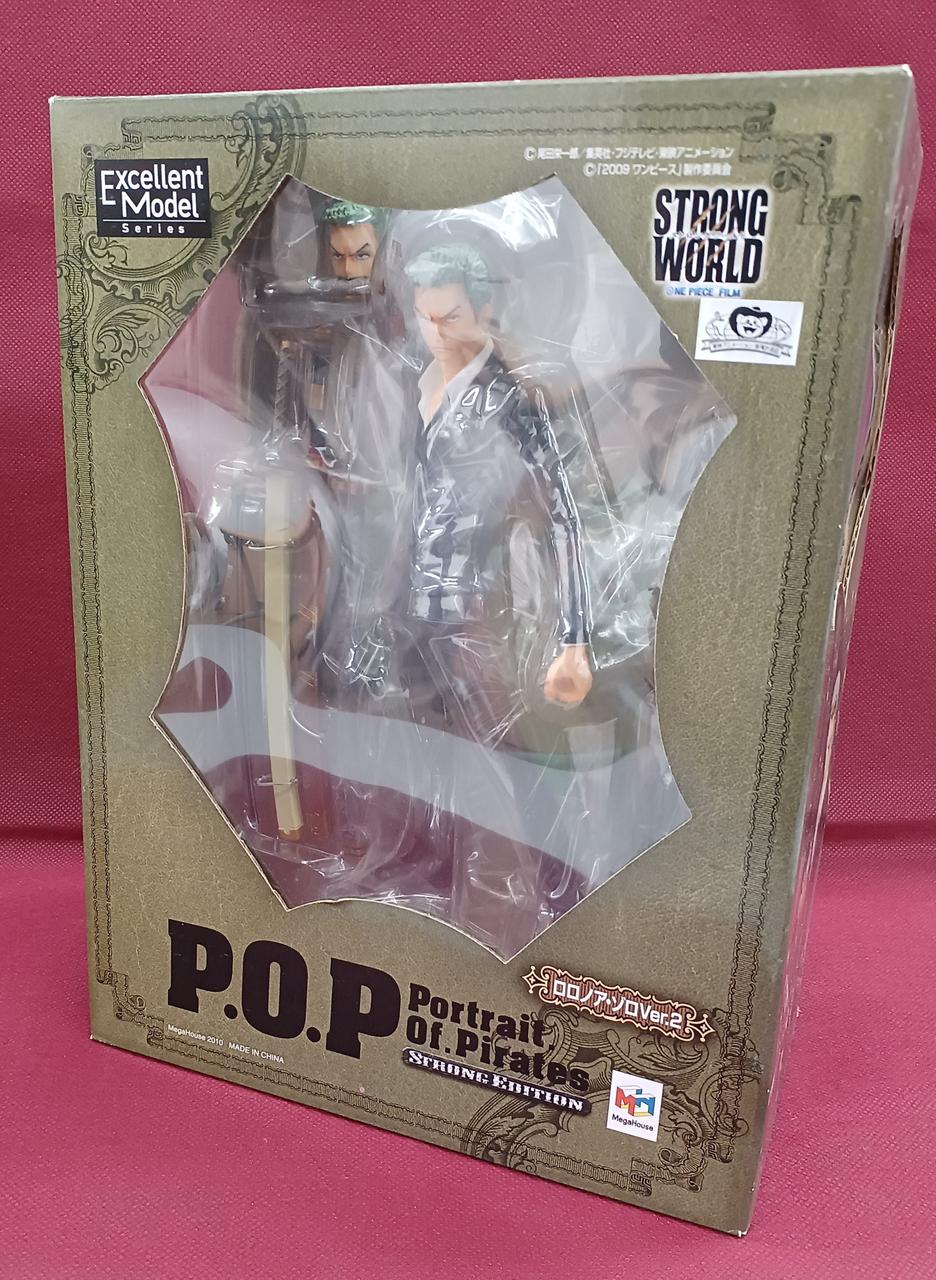 Excellent
Model
Series
©尾田栄一郎／集英社・フジテレビ・東映アニメーション
©「2009 ワンピース」製作委員会
STRONG
WORLD
ONE PIECE FILM
P.O.P
Portrait
Of.Pirates
STRONG EDITION
ロロノア・ゾロVer.2
MegaHouse 2010 MADE IN CHINA
MegaHouse